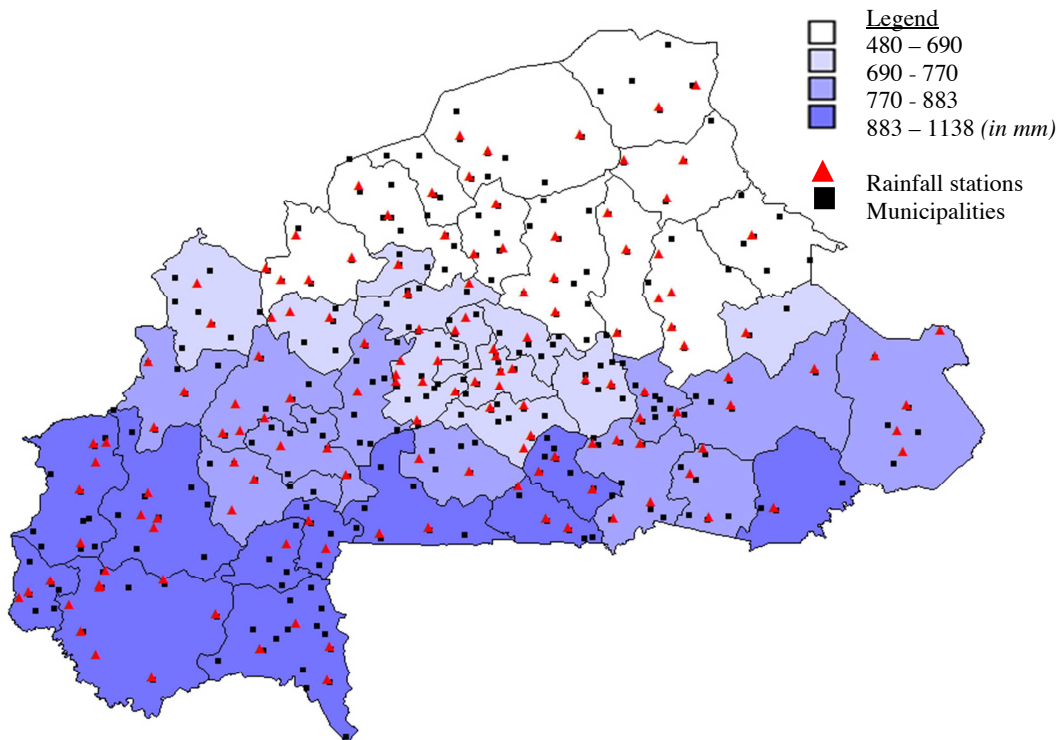 Legend
480 – 690
690 - 770
770 - 883
883 – 1138 (in mm)
Rainfall stations
Municipalities